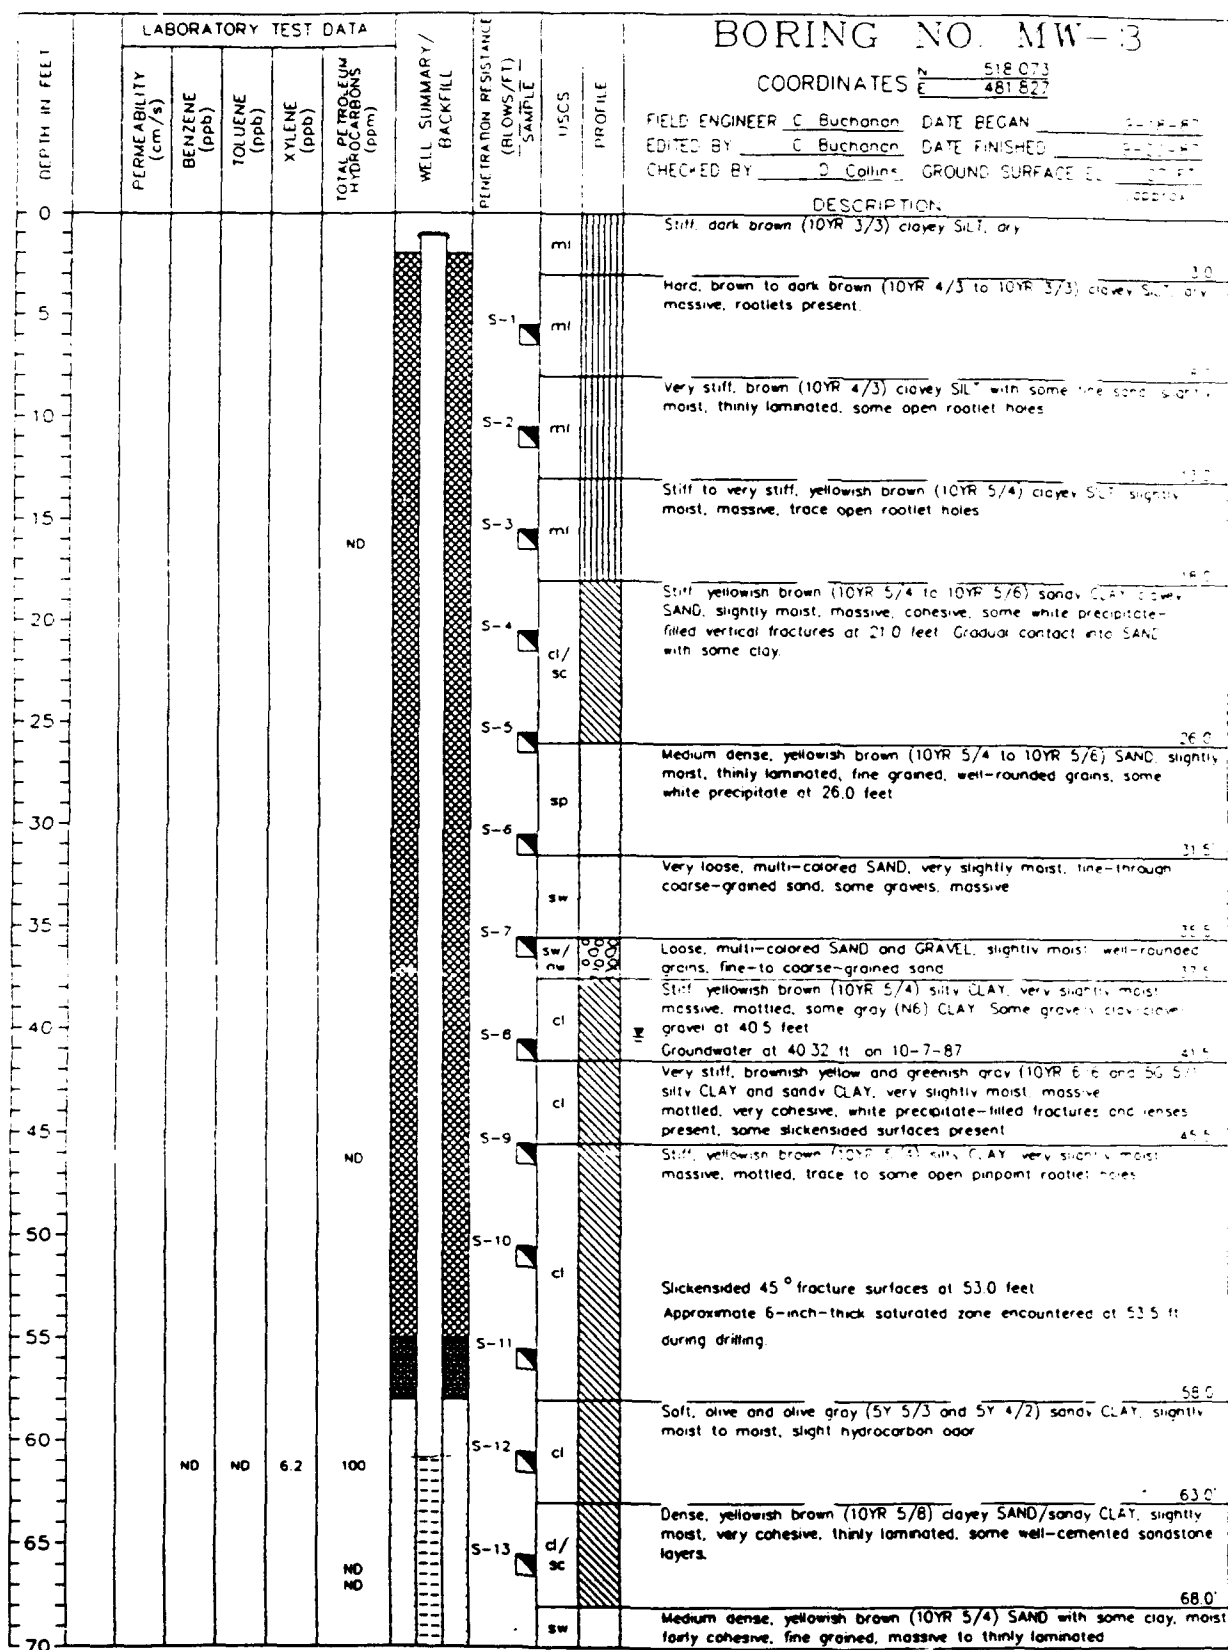 BORING NO. MW-3
COORDINATES N 518 073
E 481 827
FIELD ENGINEER C Buchanan DATE BEGAN
EDITED BY C Buchanan DATE FINISHED
CHECKED BY D Collins GROUND SURFACE EL
DESCRIPTION
LABORATORY TEST DATA
DEPTH IN FEET
PERMEABILITY (cm/s)
BENZENE (ppb)
TOLUENE (ppb)
XYLENE (ppb)
TOTAL PETROLEUM HYDROCARBONS (ppm)
WELL SUMMARY/ BACKFILL
PENETRATION RESISTANCE (BLOWS/FT) SAMPLE
USCS
PROFILE
0
ml
Stiff, dark brown (10YR 3/3) clayey SILT, dry
3.0
Hard, brown to dark brown (10YR 4/3 to 10YR 3/3) clayey SILT, dry
massive, rootlets present.
5
S-1
ml
Very stiff, brown (10YR 4/3) clayey SILT with some fine sand, slightly
moist, thinly laminated, some open rootlet holes
10
S-2
ml
13.0
Stiff to very stiff, yellowish brown (10YR 5/4) clayey SILT, slightly
moist, massive, trace open rootlet holes
15
S-3
ml
ND
18.0
Stiff yellowish brown (10YR 5/4 to 10YR 5/6) sandy CLAY clayey
SAND, slightly moist, massive, cohesive, some white precipitate-
filled vertical fractures at 21.0 feet Gradual contact into SAND
with some clay.
20
S-4
cl/
sc
25
S-5
26.0
Medium dense, yellowish brown (10YR 5/4 to 10YR 5/6) SAND, slightly
moist, thinly laminated, fine grained, well-rounded grains, some
white precipitate at 26.0 feet
sp
30
S-6
31.5
Very loose, multi-colored SAND, very slightly moist, fine-through
coarse-grained sand, some gravels, massive
sw
35
S-7
35.5
sw/
Loose, multi-colored SAND and GRAVEL, slightly moist well-rounded
grains, fine-to coarse-grained sand
37.5
Stiff yellowish brown (10YR 5/4) silty CLAY, very slightly moist
massive, mottled, some gray (N6) CLAY Some gravelly clay/clayey
gravel at 40.5 feet
40
S-8
cl
Groundwater at 40 32 ft on 10-7-87
41.5
Very stiff, brownish yellow and greenish gray (10YR 6/6 and 5G 5/1
silty CLAY and sandy CLAY, very slightly moist massive
mottled, very cohesive, white precipitate-filled fractures and lenses
present, some slickensided surfaces present
cl
45
S-9
45.5
Stiff, yellowish brown silty CLAY very slightly moist
massive, mottled, trace to some open pinpoint rootlet holes
ND
50
S-10
cl
Slickensided 45° fracture surfaces at 53.0 feet
Approximate 6-inch-thick saturated zone encountered at 53.5 ft
during drilling.
55
S-11
58.0
Soft, olive and olive gray (5Y 5/3 and 5Y 4/2) sandy CLAY, slightly
moist to moist, slight hydrocarbon odor
60
S-12
cl
ND ND 6.2 100
63.0'
Dense, yellowish brown (10YR 5/8) clayey SAND/sandy CLAY, slightly
moist, very cohesive, thinly laminated, some well-cemented sandstone
layers.
65
S-13
cl/
sc
ND
ND
68.0'
Medium dense, yellowish brown (10YR 5/4) SAND with some clay, moist
fairly cohesive, fine grained, massive to thinly laminated
sw
70